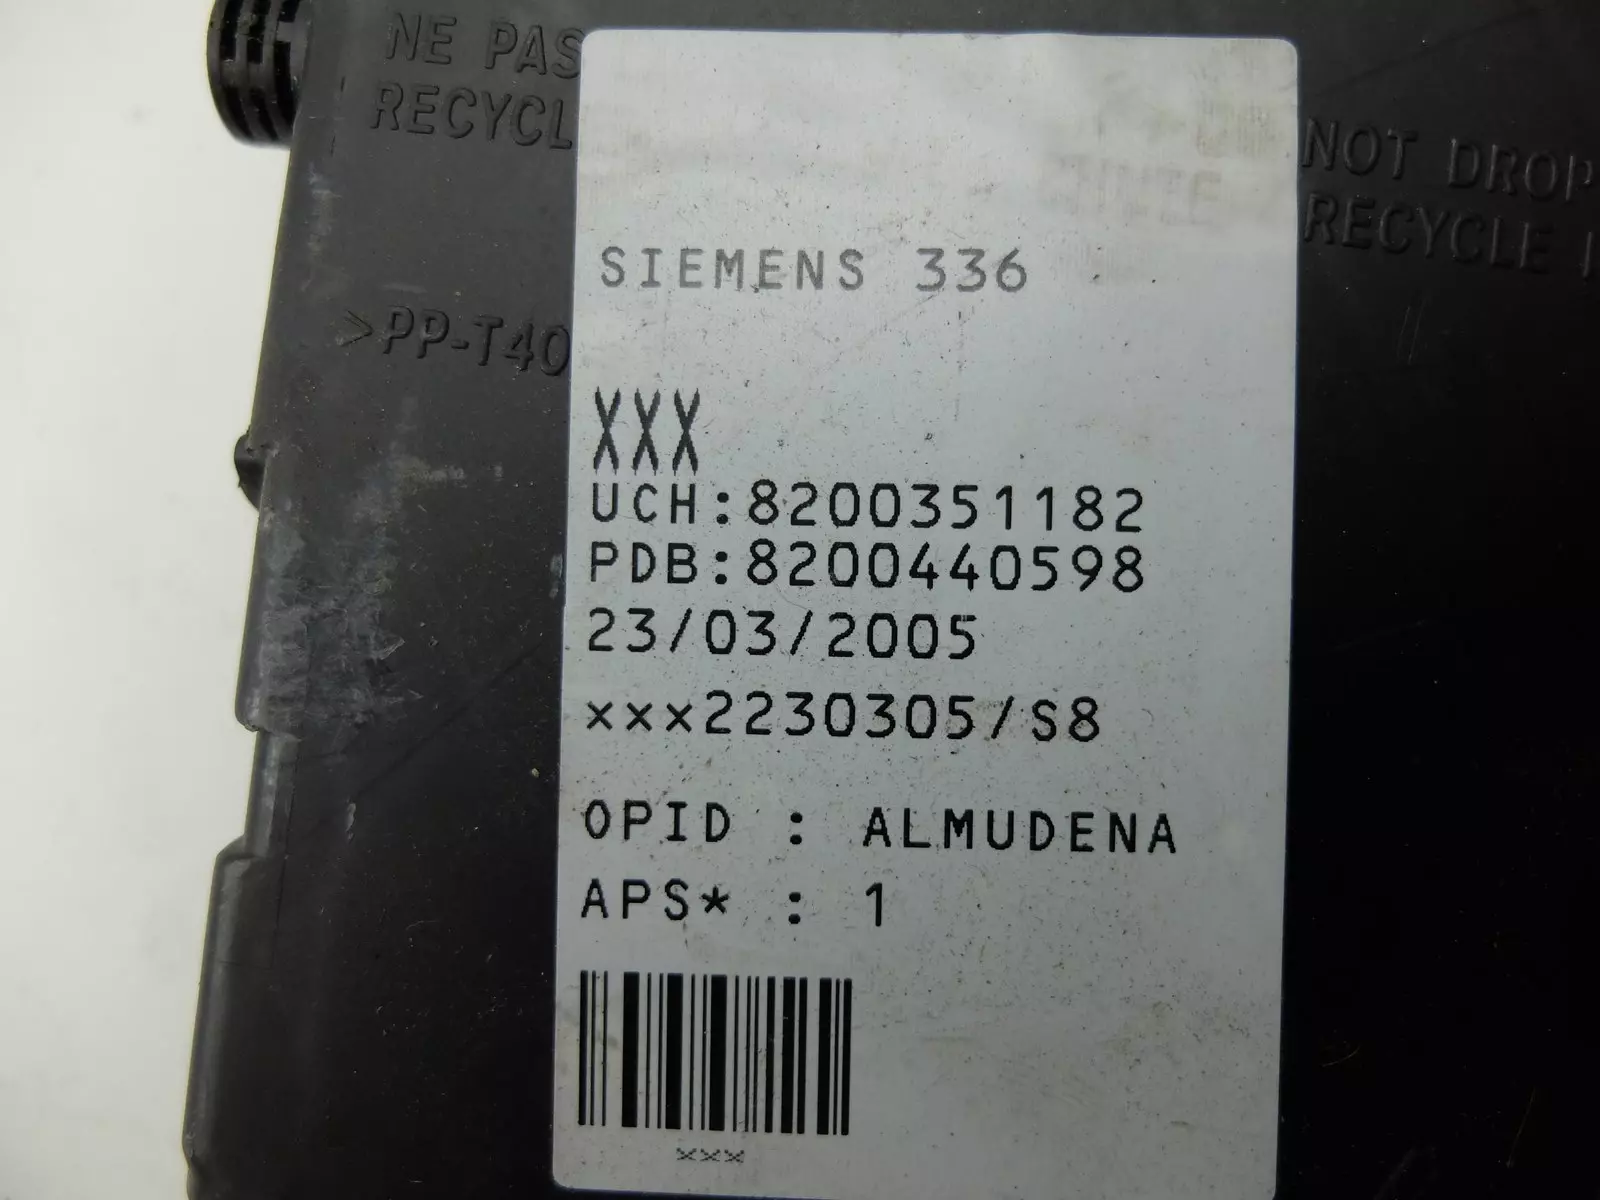 NE PAS
RECYCL
NOT DROP
RECYCLE
>PP-T40
SIEMENS 336
XXX
UCH:8200351182
PDB:8200440598
23/03/2005
xxx2230305/S8
OPID : ALMUDENA
APS* : 1
xxx